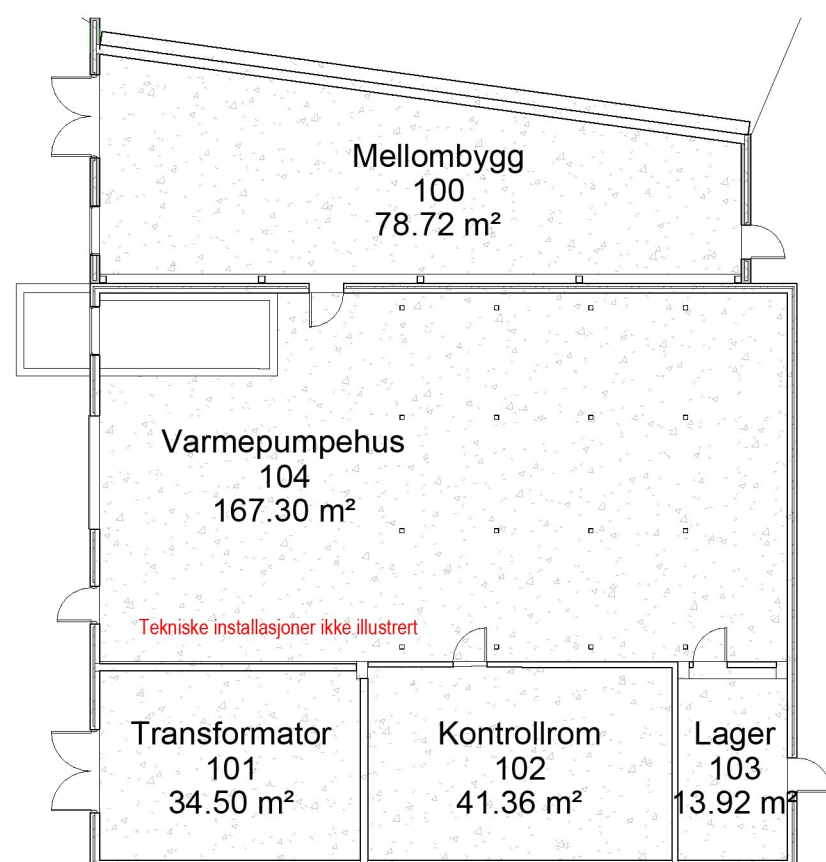 Mellombygg
100
78.72 m²
Varmepumpehus
104
167.30 m²
Tekniske installasjoner ikke illustrert
Transformator
101
34.50 m²
Kontrollrom
102
41.36 m²
Lager
103
13.92 m²